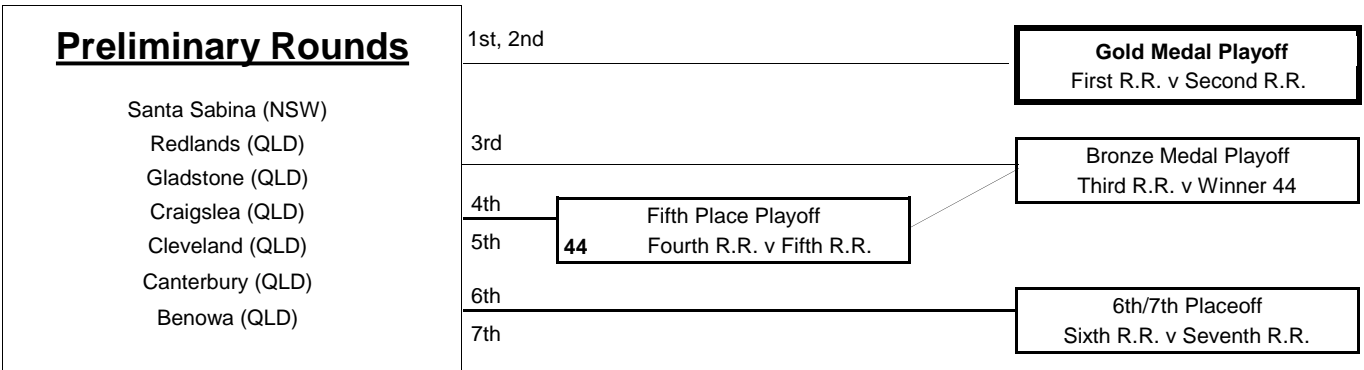 Preliminary Rounds
Santa Sabina (NSW)
Redlands (QLD)
Gladstone (QLD)
Craigslea (QLD)
Cleveland (QLD)
Canterbury (QLD)
Benowa (QLD)
1st, 2nd
Gold Medal Playoff
First R.R. v Second R.R.
3rd
Bronze Medal Playoff
Third R.R. v Winner 44
4th
5th
Fifth Place Playoff
44 Fourth R.R. v Fifth R.R.
6th
7th
6th/7th Placeoff
Sixth R.R. v Seventh R.R.